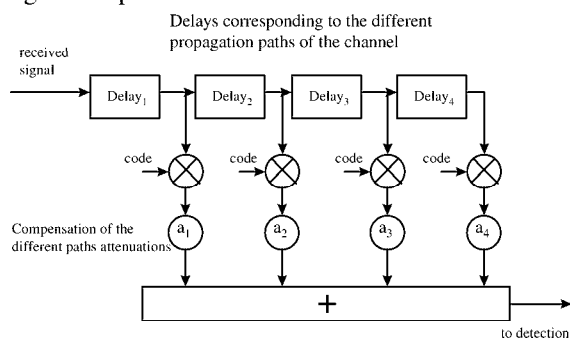 Delays corresponding to the different
propagation paths of the channel
received
signal
Delay1 Delay2 Delay3 Delay4
code code code code
Compensation of the
different paths attenuations
a1 a2 a3 a4
+
to detection